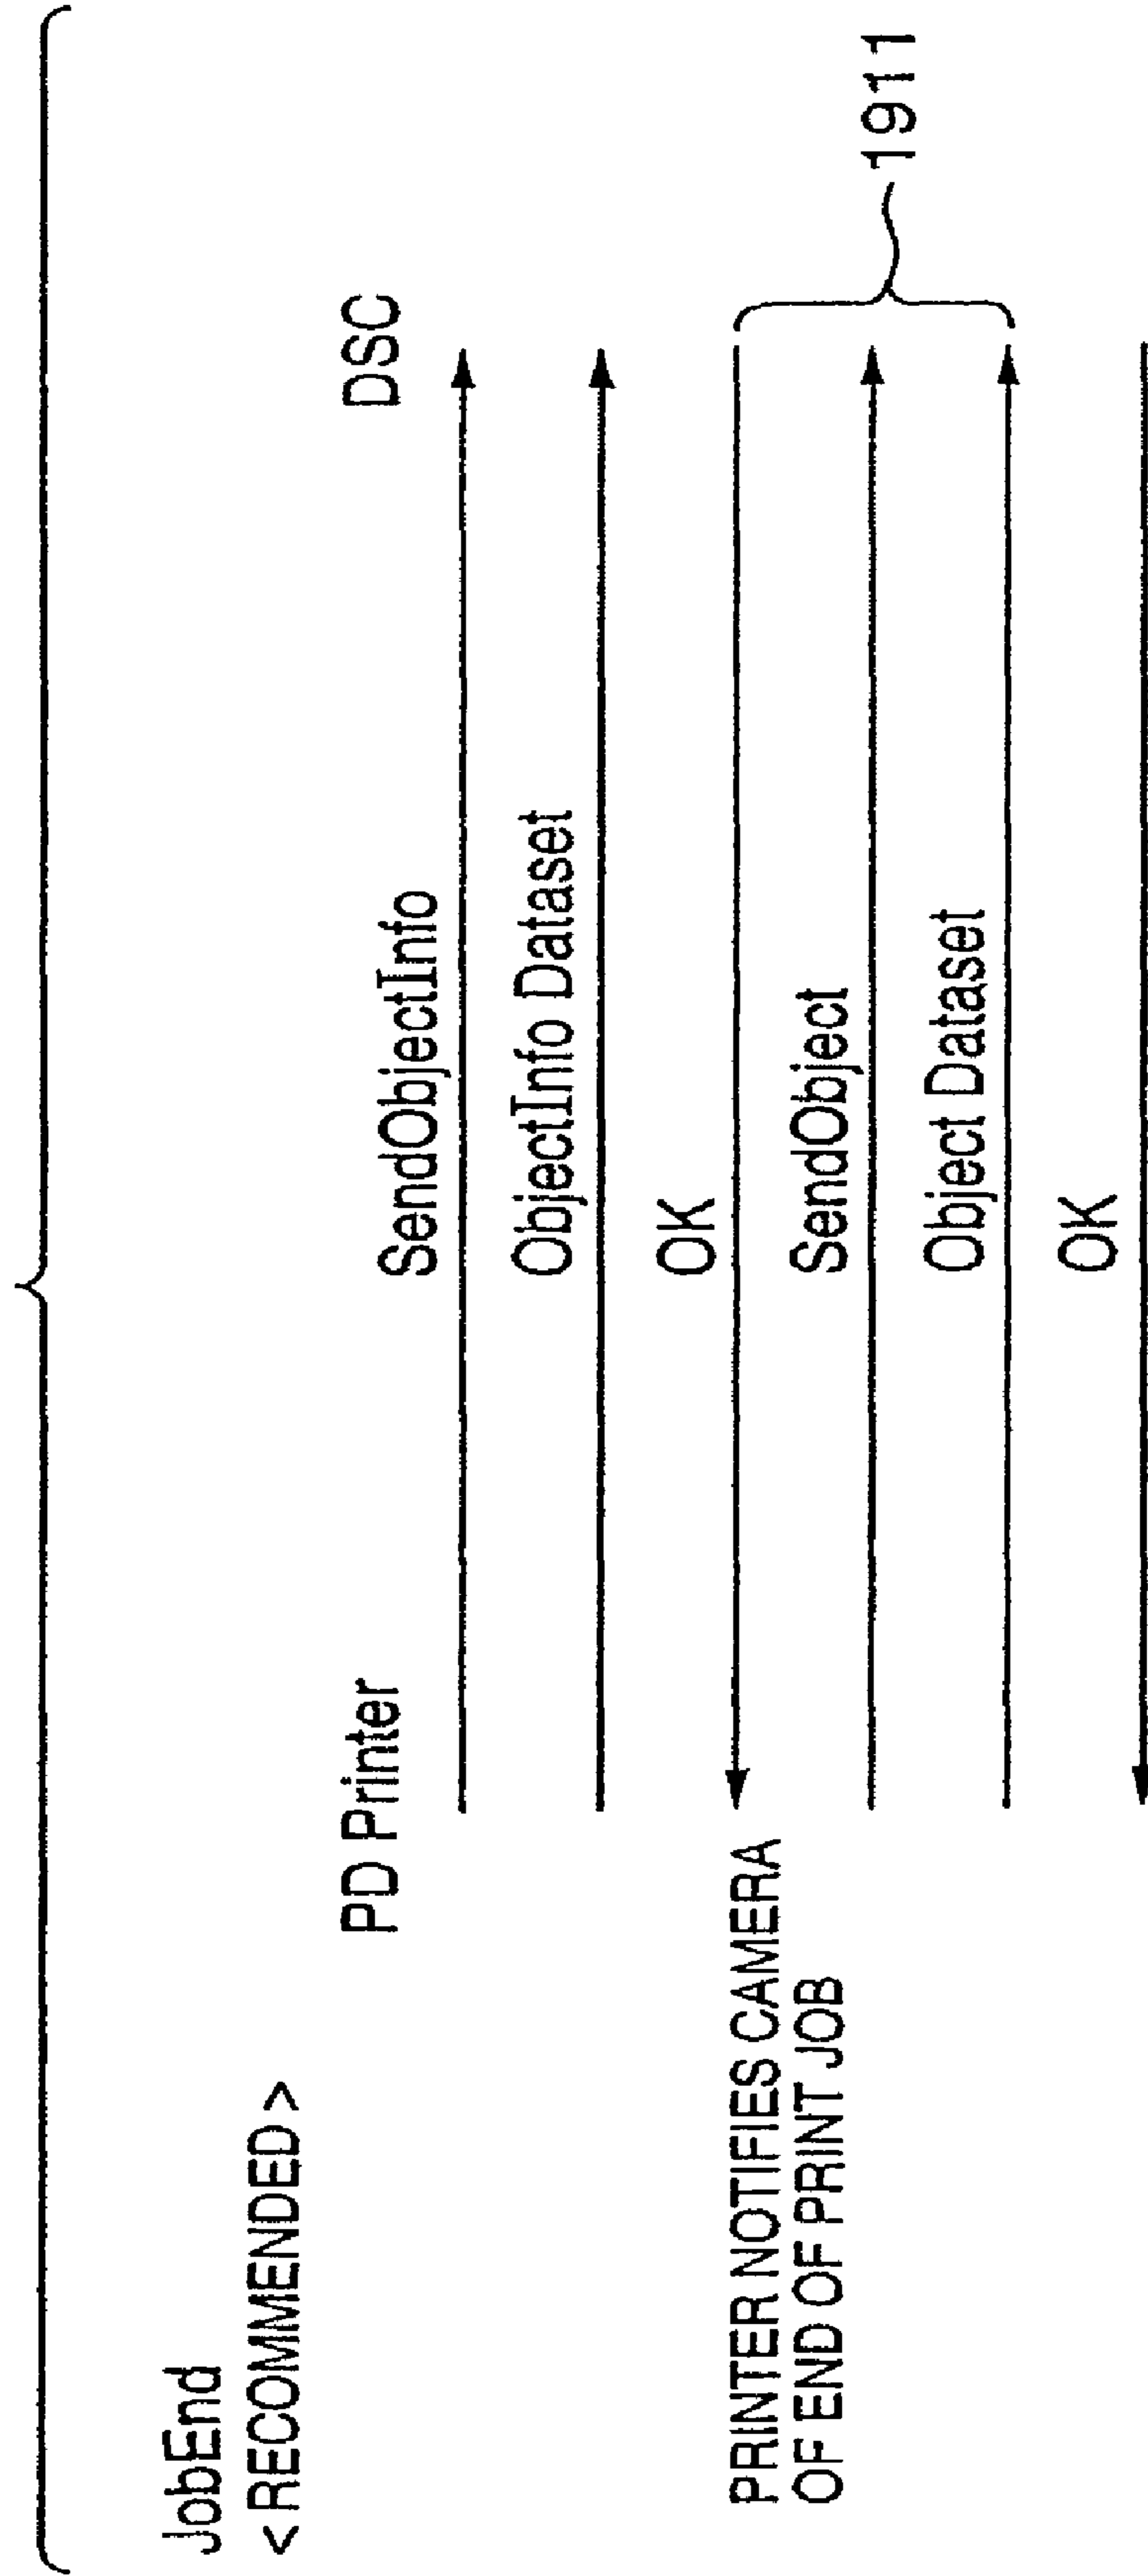 JobEnd
<RECOMMENDED>
PD Printer
DSC
SendObjectInfo
ObjectInfo Dataset
OK
PRINTER NOTIFIES CAMERA
OF END OF PRINT JOB
SendObject
1911
Object Dataset
OK